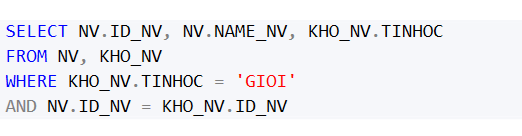 SELECT NV.ID_NV, NV.NAME_NV, KHO_NV.TINHOC
FROM NV, KHO_NV
WHERE KHO_NV.TINHOC = 'GIOI'
AND NV.ID_NV = KHO_NV.ID_NV